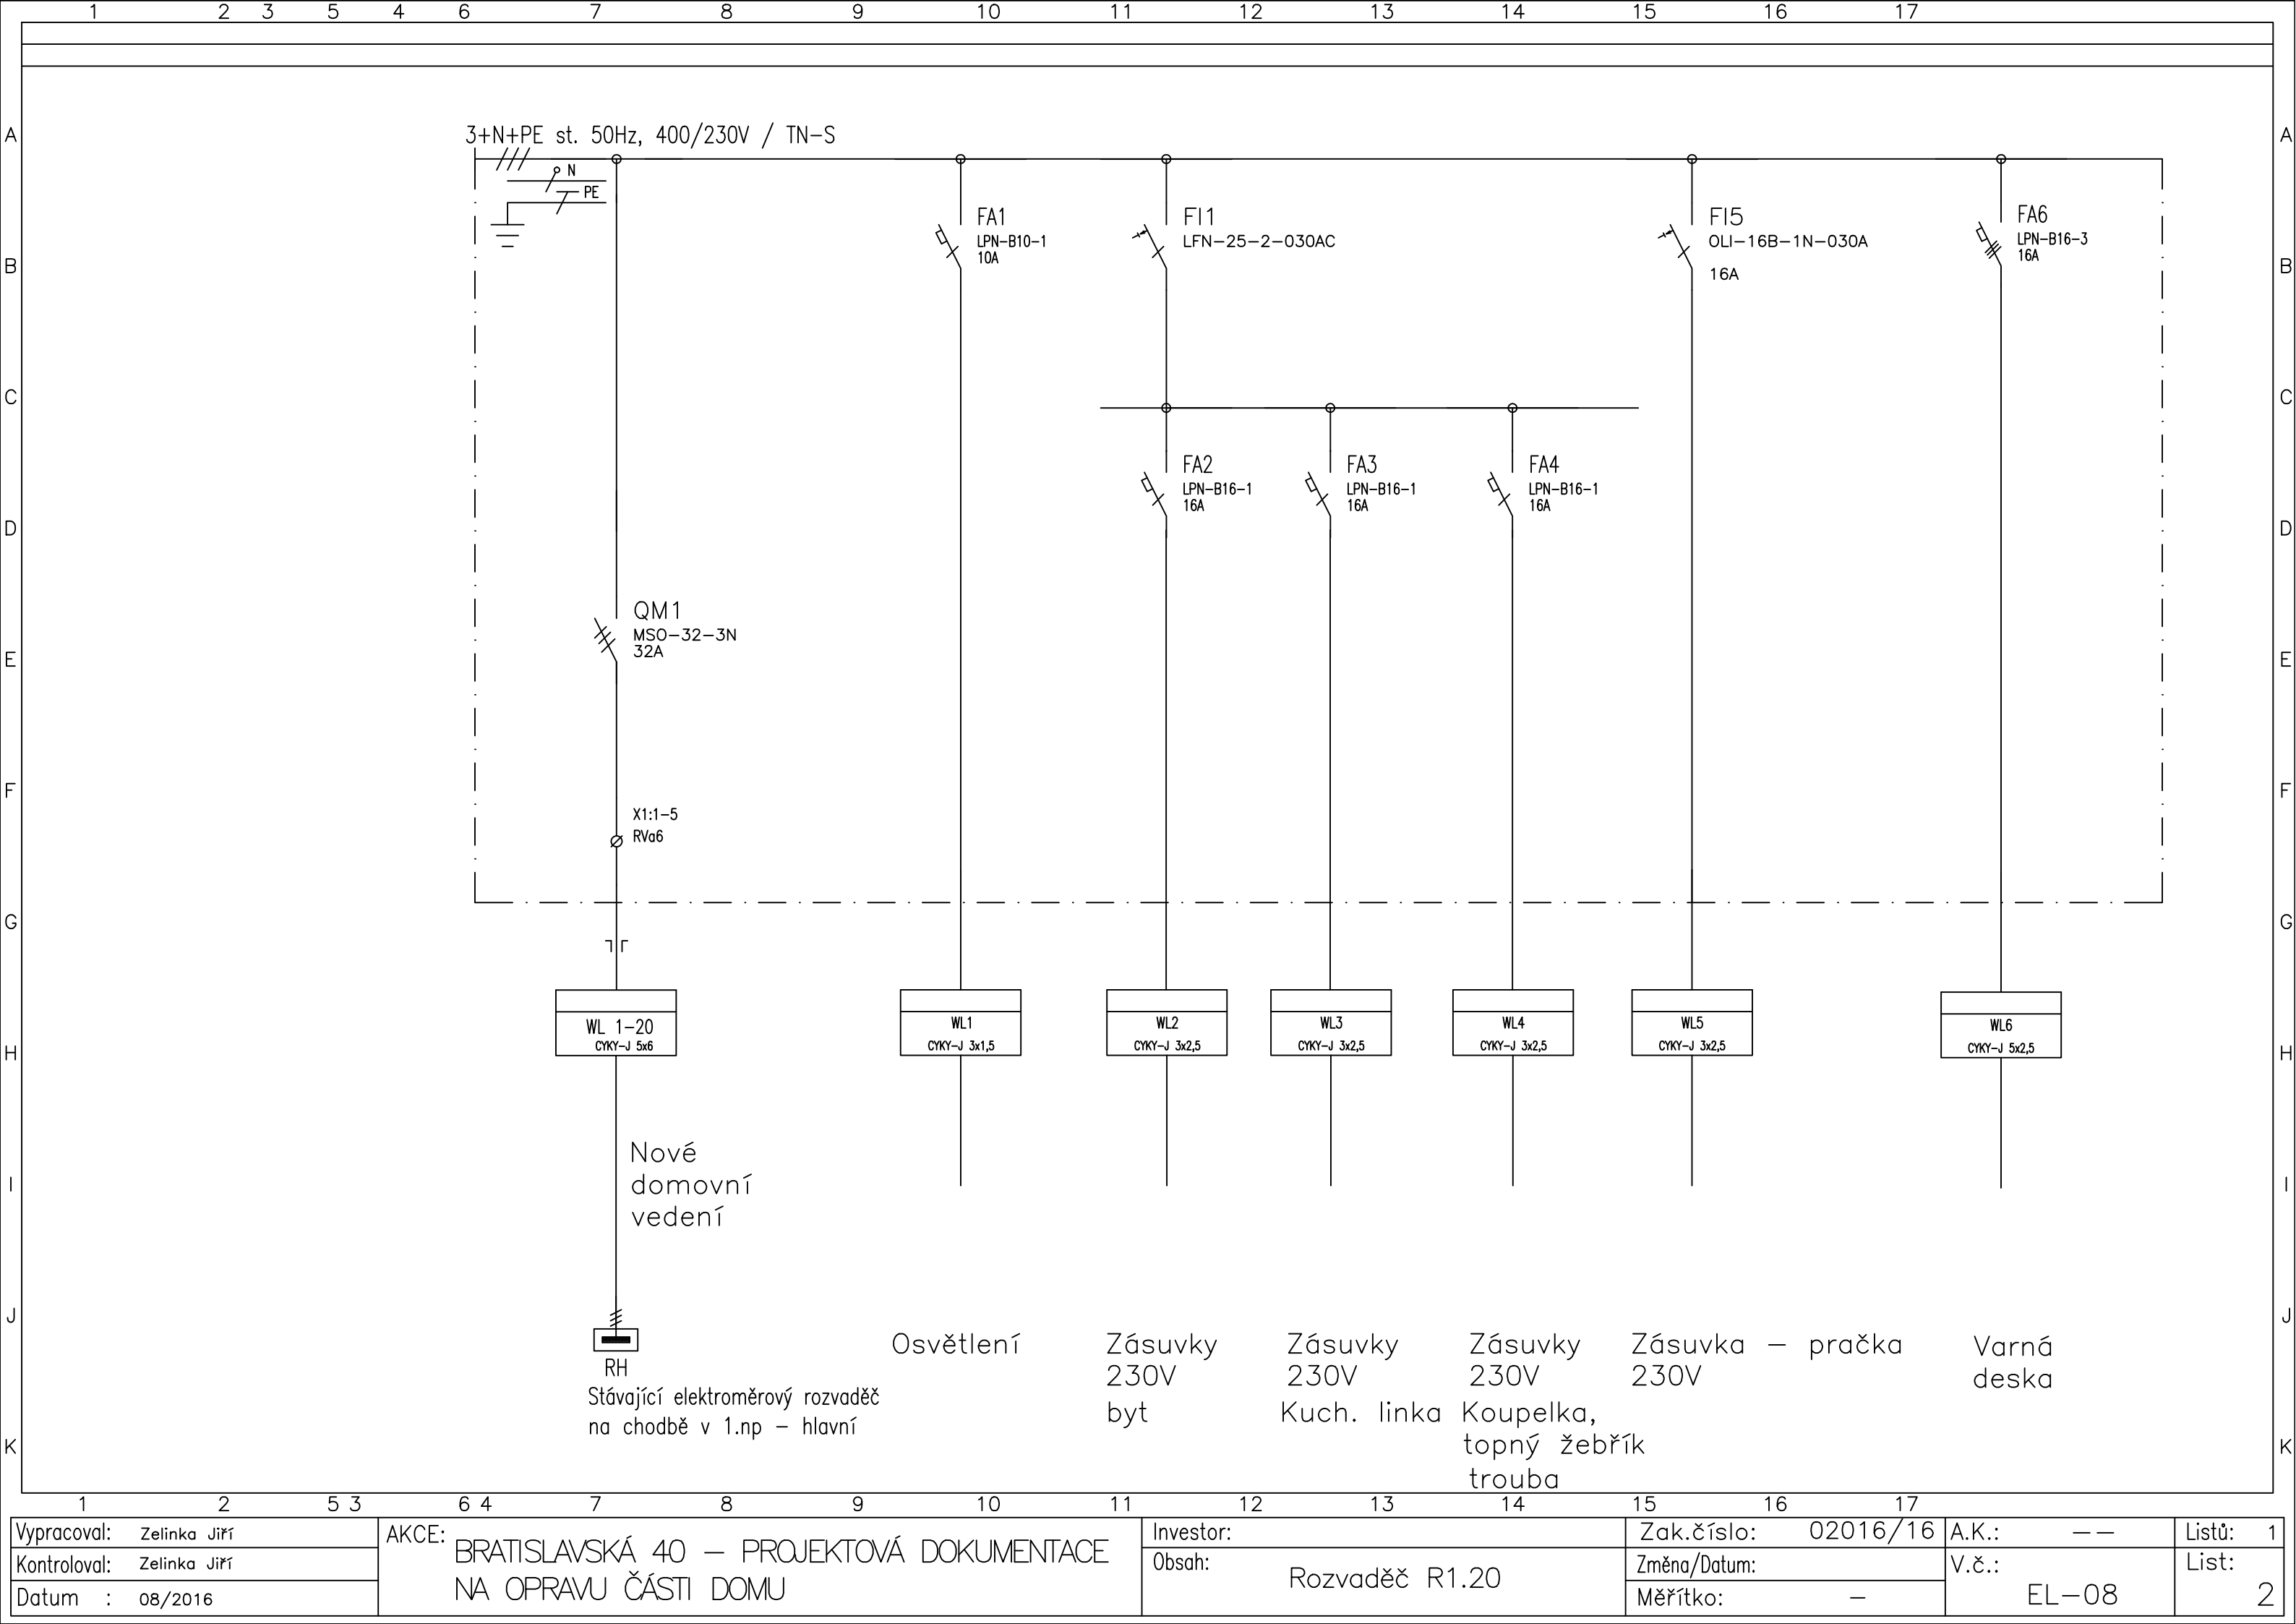 1 2 3 5 4 6 7 8 9 10 11 12 13 14 15 16 17
A A
3+N+PE st. 50Hz, 400/230V / TN-S
N
PE
FA1
LPN-B10-1
10A
FI1
LFN-25-2-030AC
FI5
OLI-16B-1N-030A
16A
FA6
LPN-B16-3
16A
B B
C C
FA2
LPN-B16-1
16A
FA3
LPN-B16-1
16A
FA4
LPN-B16-1
16A
D D
QM1
MSO-32-3N
32A
E E
F F
X1:1-5
RVa6
G G
WL 1-20
CYKY-J 5x6
WL1
CYKY-J 3x1,5
WL2
CYKY-J 3x2,5
WL3
CYKY-J 3x2,5
WL4
CYKY-J 3x2,5
WL5
CYKY-J 3x2,5
WL6
CYKY-J 5x2,5
H H
Nové
domovní
vedení
I I
J J
RH
Stávající elektroměrový rozvaděč
na chodbě v 1.np - hlavní
Osvětlení
Zásuvky
230V
byt
Zásuvky
230V
Kuch. linka
Zásuvky
230V
Koupelka,
topný žebřík
trouba
Zásuvka - pračka
230V
Varná
deska
K K
1 2 5 3 6 4 7 8 9 10 11 12 13 14 15 16 17
Vypracoval: Zelinka Jiří
Kontroloval: Zelinka Jiří
Datum : 08/2016
AKCE: BRATISLAVSKÁ 40 - PROJEKTOVÁ DOKUMENTACE
NA OPRAVU ČÁSTI DOMU
Investor:
Obsah: Rozvaděč R1.20
Zak.číslo: 02016/16
Změna/Datum:
Měřítko: -
A.K.: --
V.č.: EL-08
Listů: 1
List: 2